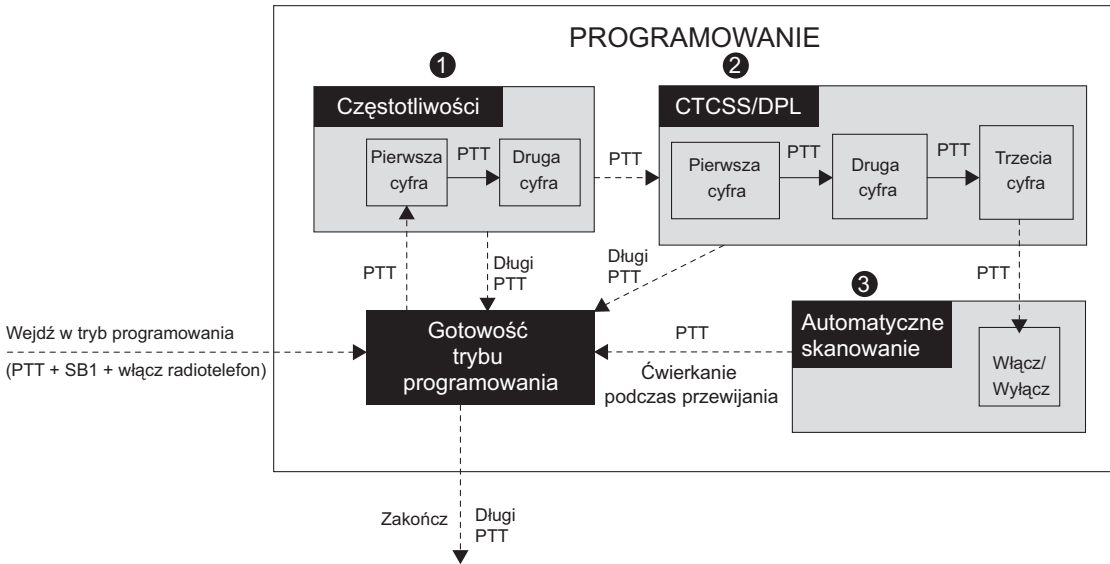 PROGRAMOWANIE
1
Częstotliwości
Pierwsza
cyfra
PTT
Druga
cyfra
PTT
2
CTCSS/DPL
Pierwsza
cyfra
PTT
Druga
cyfra
PTT
Trzecia
cyfra
PTT
Długi
PTT
Długi
PTT
PTT
Wejdź w tryb programowania
(PTT + SB1 + włącz radiotelefon)
Gotowość
trybu
programowania
PTT
Ćwierkanie
podczas przewijania
3
Automatyczne
skanowanie
Włącz/
Wyłącz
Zakończ
Długi
PTT